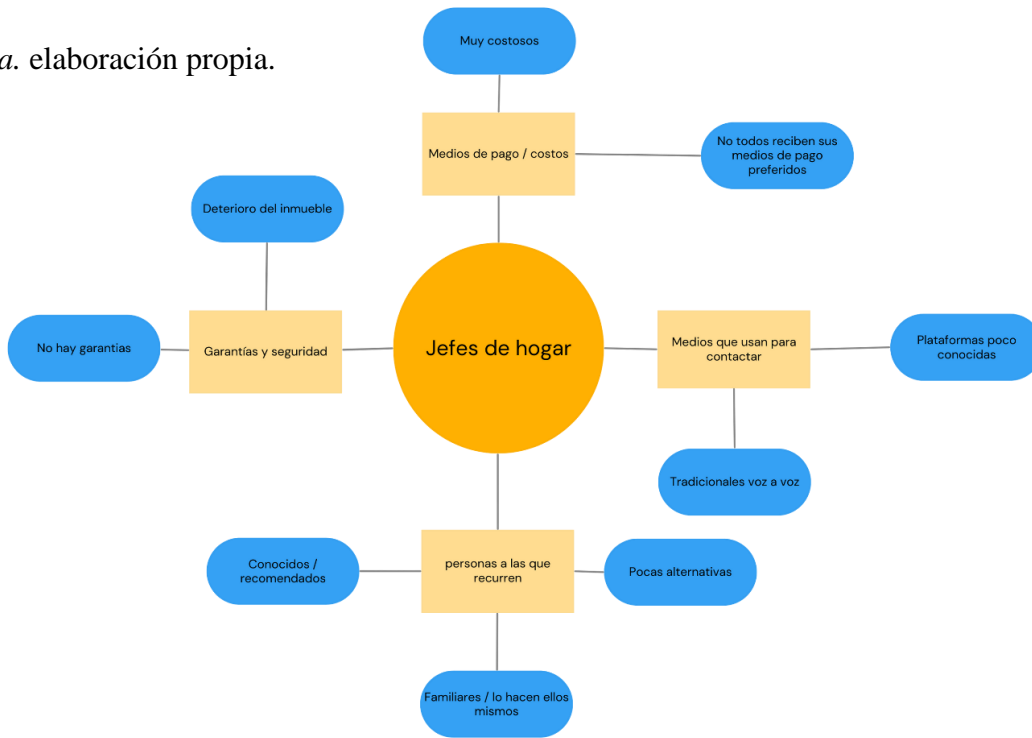 a. elaboración propia.
Muy costosos
Medios de pago / costos
No todos reciben sus
medios de pago
preferidos
Deterioro del inmueble
No hay garantias
Garantías y seguridad
Jefes de hogar
Medios que usan para
contactar
Plataformas poco
conocidas
Tradicionales voz a voz
Conocidos /
recomendados
personas a las que
recurren
Pocas alternativas
Familiares / lo hacen ellos
mismos